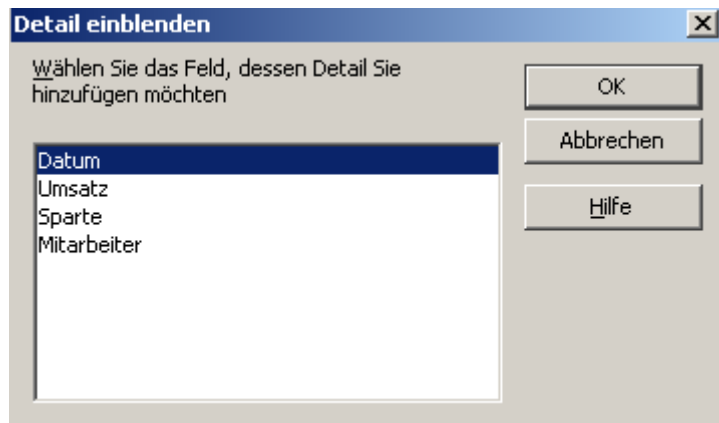 Detail einblenden
Wählen Sie das Feld, dessen Detail Sie
hinzufügen möchten
OK
Abbrechen
Hilfe
Datum
Umsatz
Sparte
Mitarbeiter